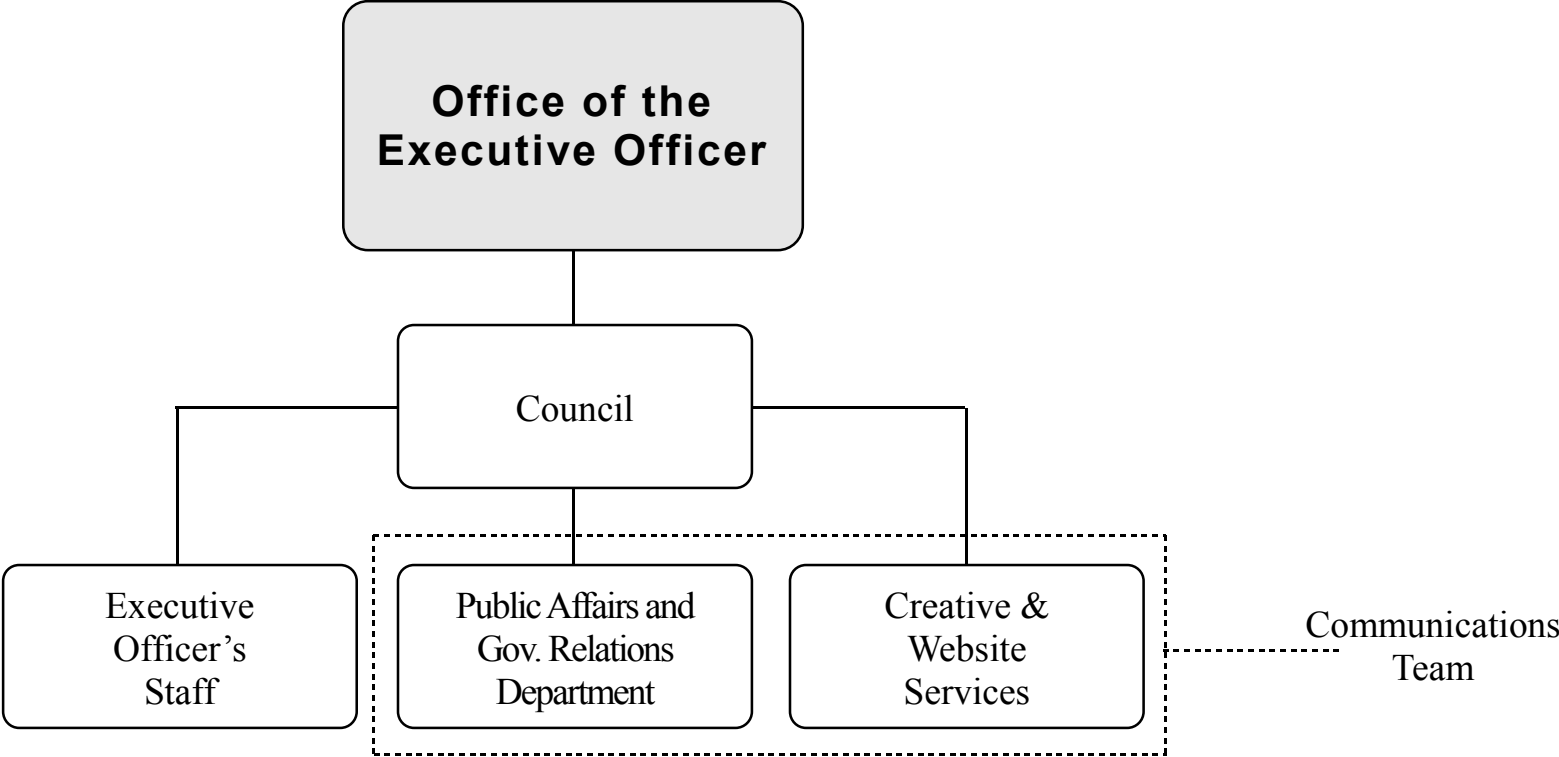 Office of the
Executive Officer
Council
Executive
Officer’s
Staff
Public Affairs and
Gov. Relations
Department
Creative &
Website
Services
Communications
Team